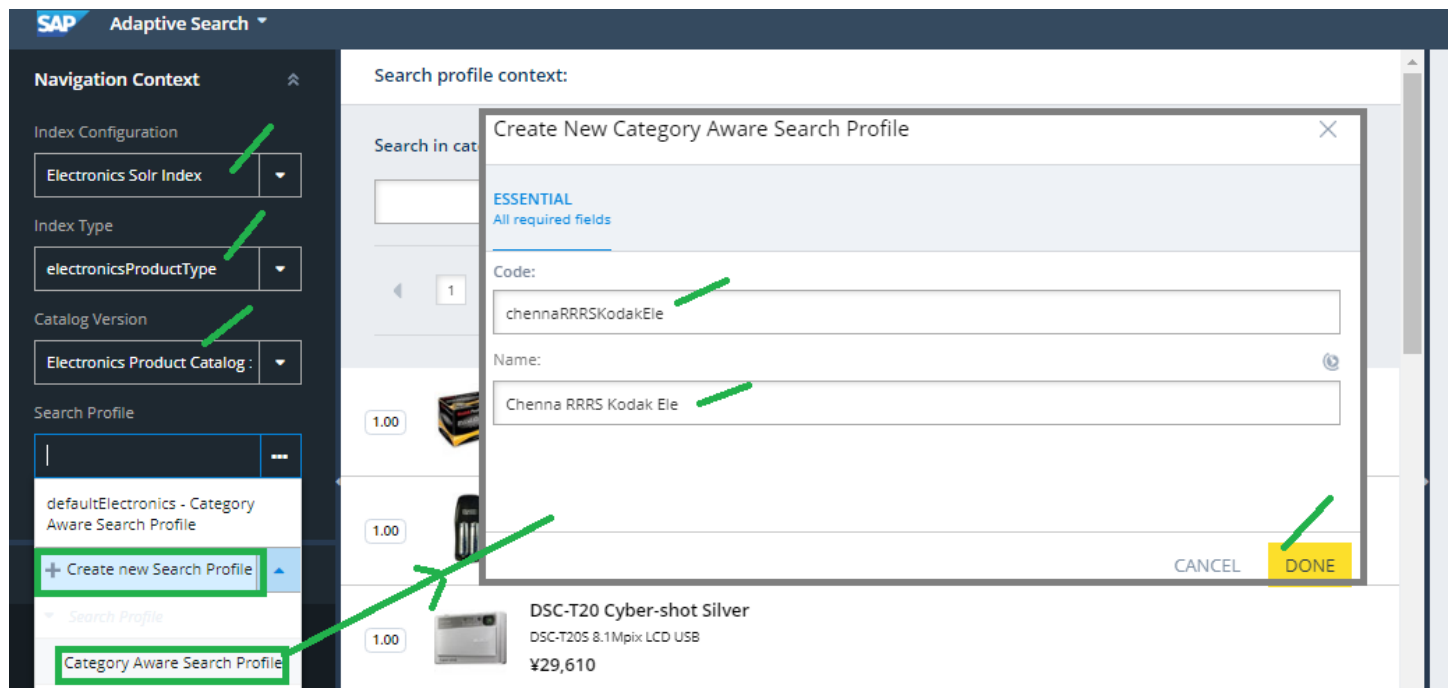 SAP Adaptive Search
Navigation Context
Index Configuration
Electronics Solr Index
Index Type
electronicsProductType
Catalog Version
Electronics Product Catalog :
Search Profile
defaultElectronics - Category
Aware Search Profile
+ Create new Search Profile
Search Profile
Category Aware Search Profile
Search profile context:
Search in cat
1
1.00
1.00
1.00
DSC-T20 Cyber-shot Silver
DSC-T20S 8.1Mpix LCD USB
¥29,610
Create New Category Aware Search Profile
ESSENTIAL
All required fields
Code:
chennaRRRSKodakEle
Name:
Chenna RRRS Kodak Ele
CANCEL DONE